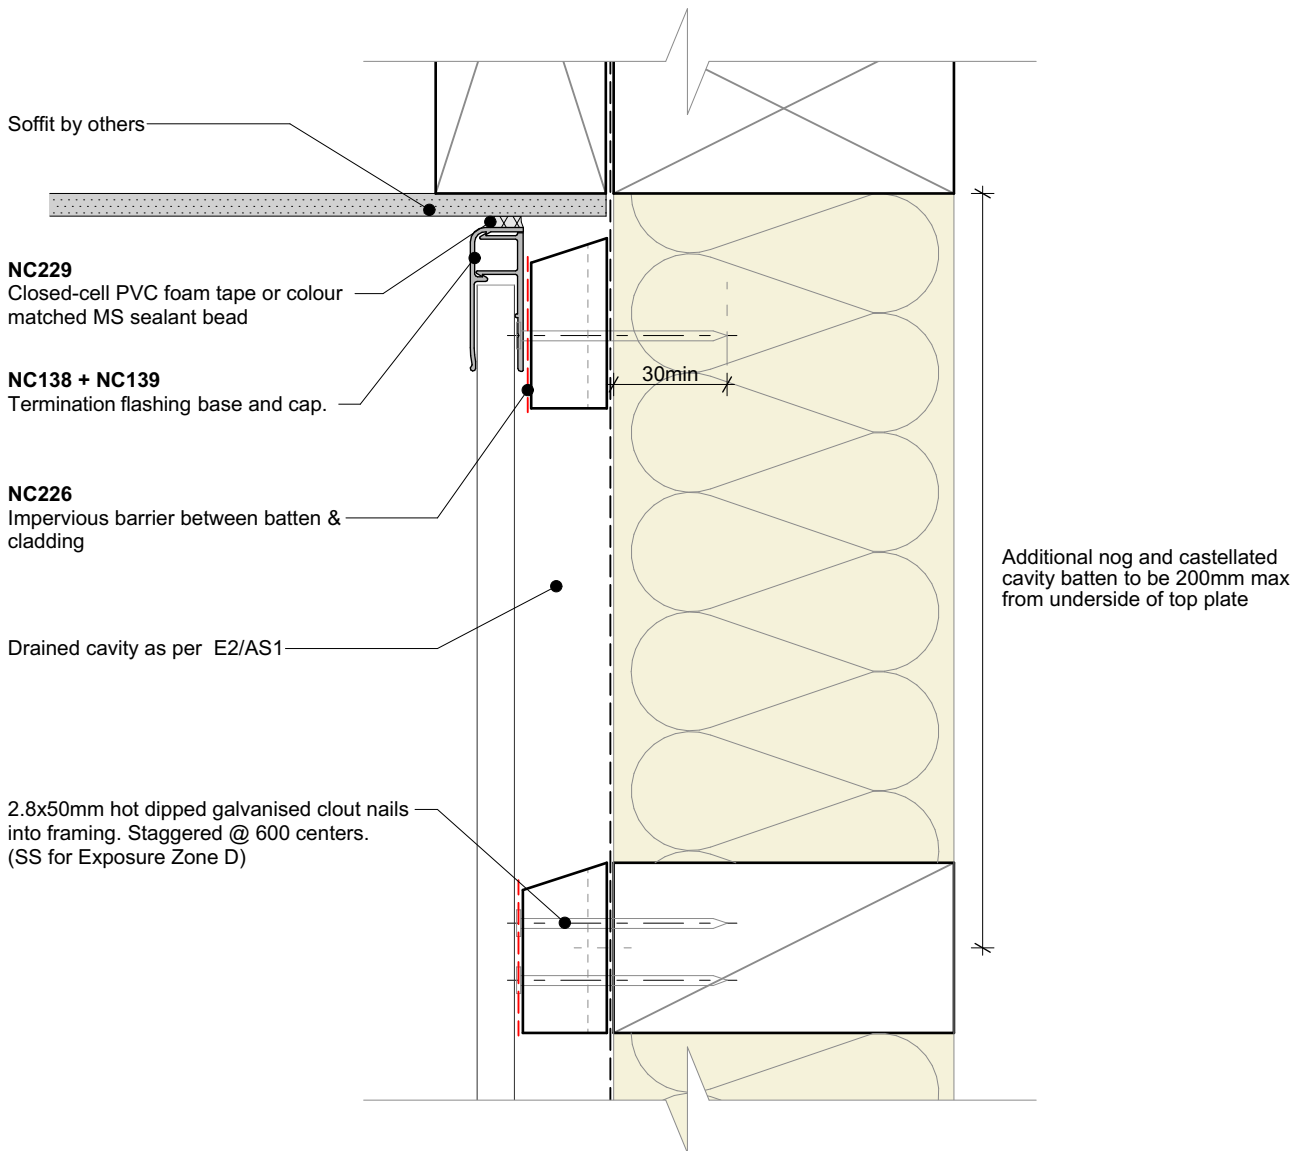 Soffit by others
NC229
Closed-cell PVC foam tape or colour
matched MS sealant bead
NC138 + NC139
Termination flashing base and cap.
30min
NC226
Impervious barrier between batten &
cladding
Additional nog and castellated
cavity batten to be 200mm max
from underside of top plate
Drained cavity as per E2/AS1
2.8x50mm hot dipped galvanised clout nails
into framing. Staggered @ 600 centers.
(SS for Exposure Zone D)